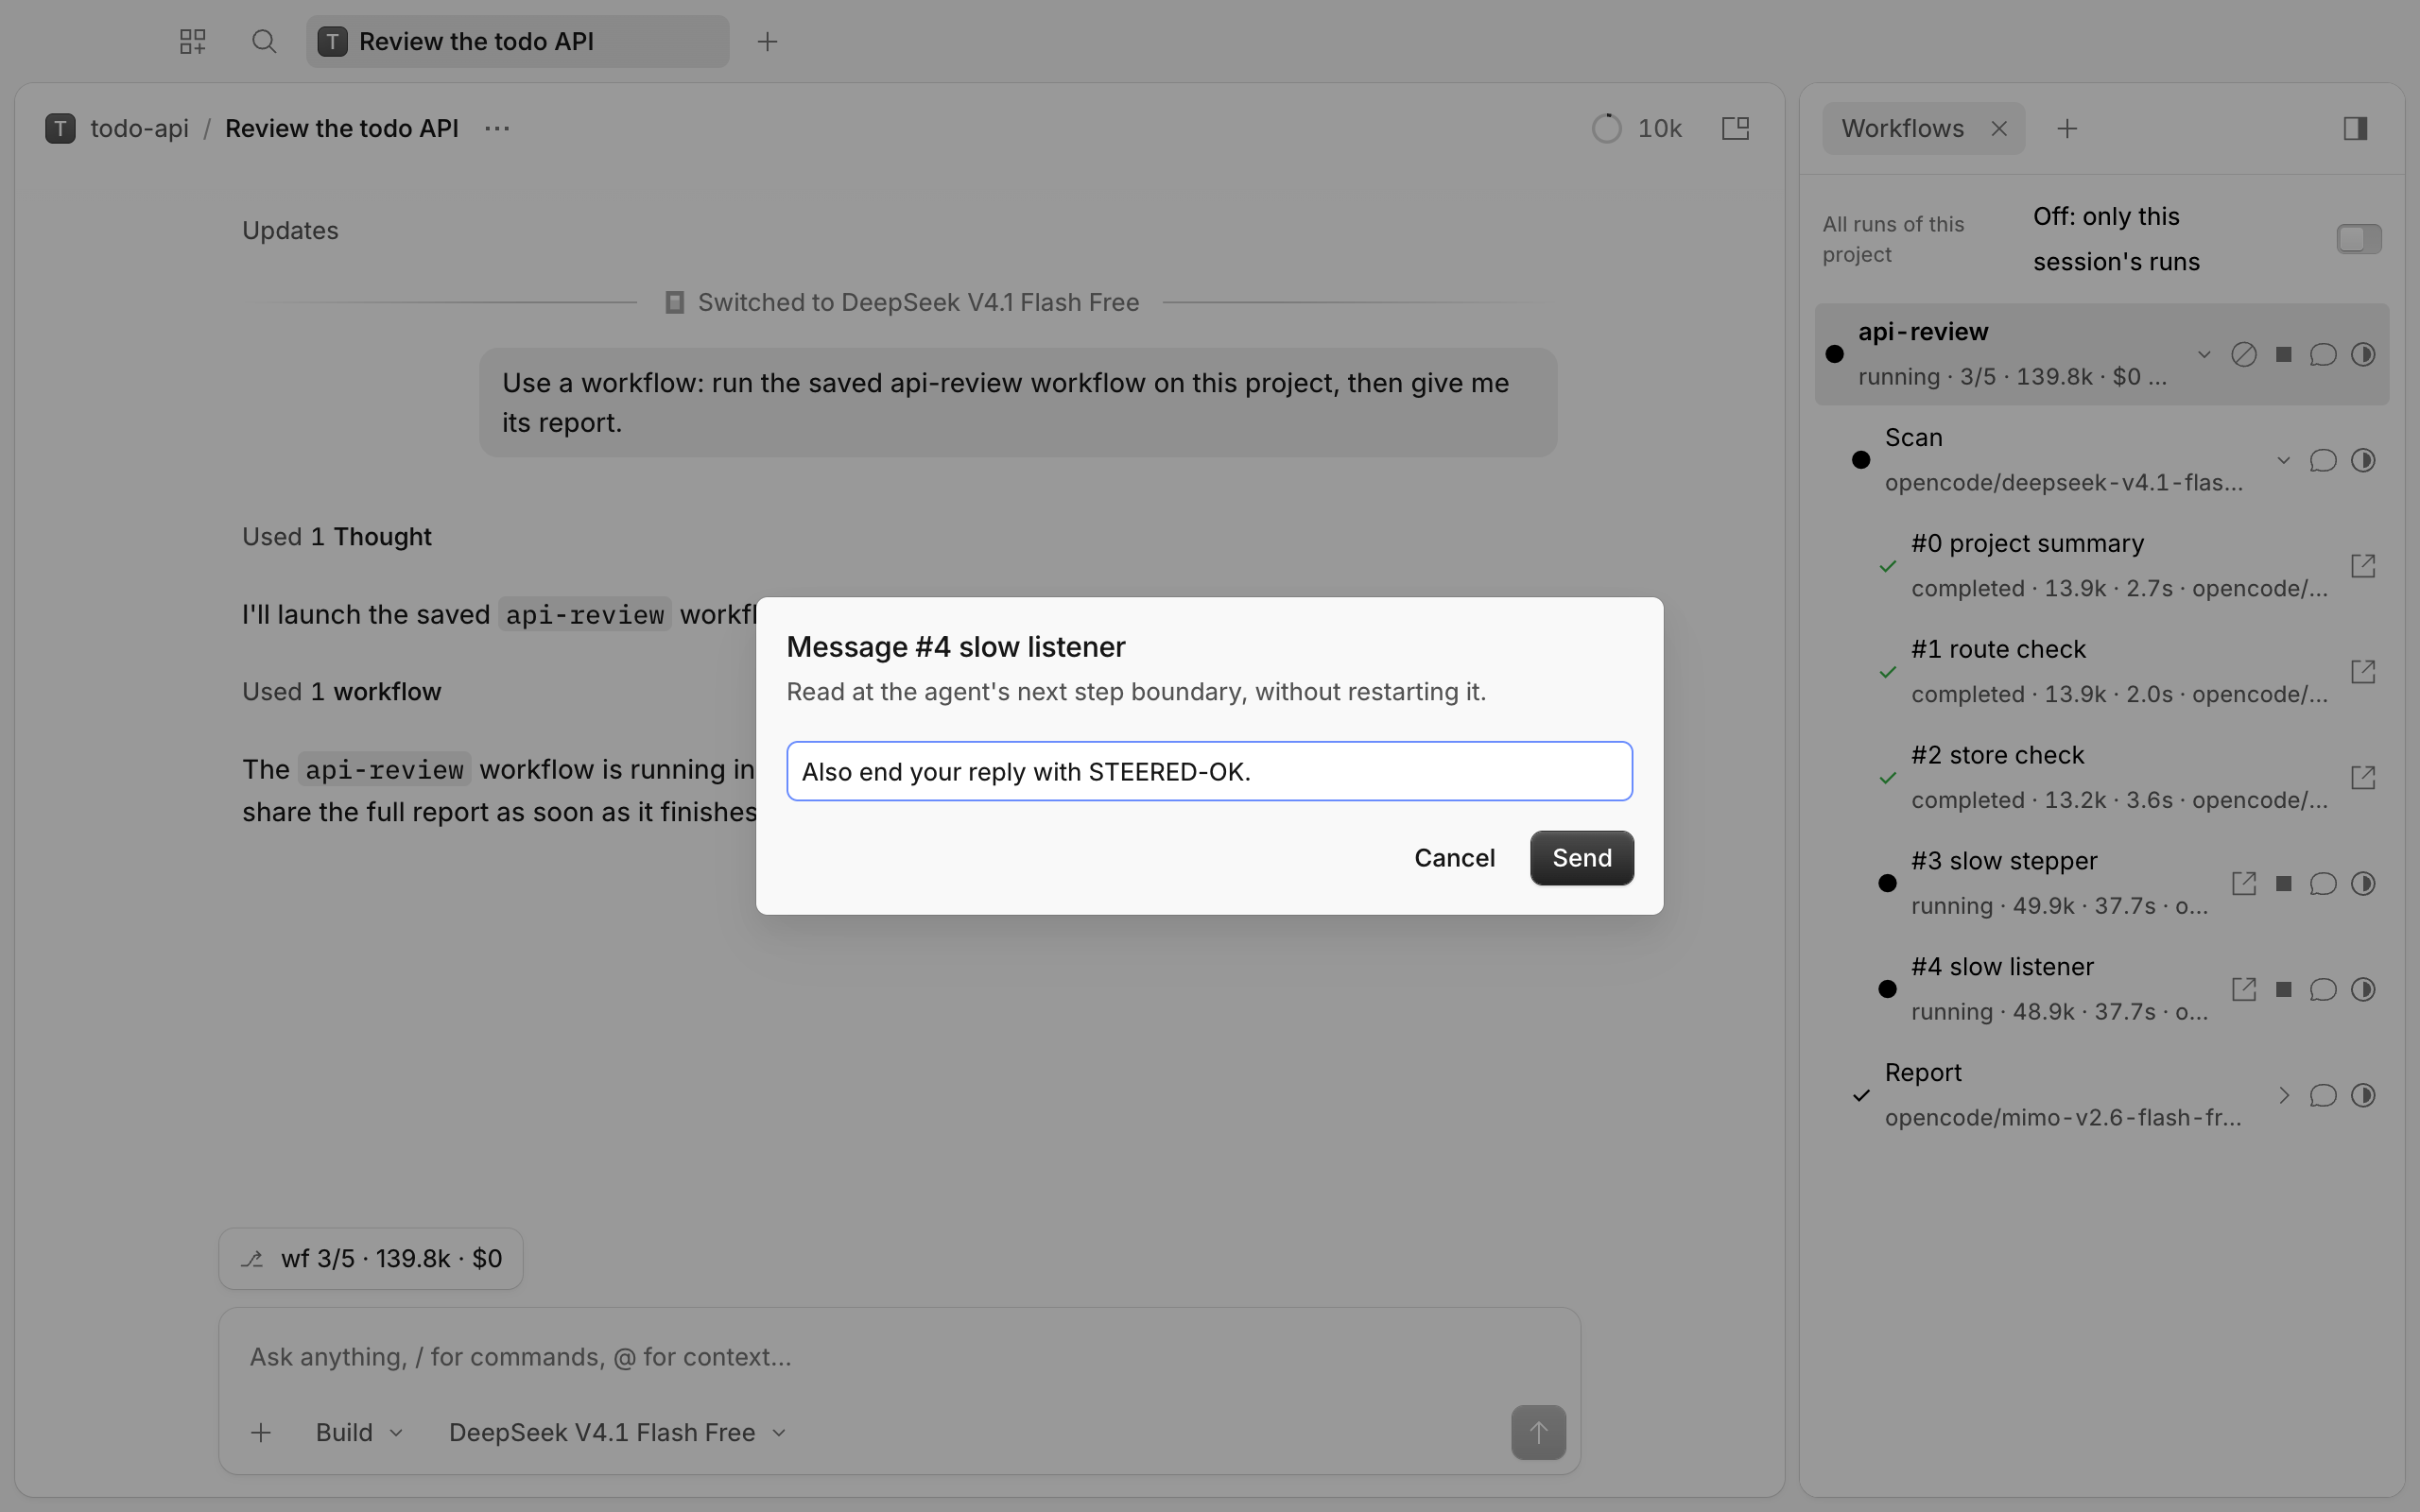 T Review the todo API
T todo-api / Review the todo API ...
10k
Updates
Switched to DeepSeek V4.1 Flash Free
Use a workflow: run the saved api-review workflow on this project, then give me
its report.
Used 1 Thought
I'll launch the saved api-review
Used 1 workflow
The api-review workflow is running in
share the full report as soon as it finishes
Message #4 slow listener
Read at the agent's next step boundary, without restarting it.
Also end your reply with STEERED-OK.
Cancel Send
wf 3/5 · 139.8k · $0
Ask anything, / for commands, @ for context...
Build DeepSeek V4.1 Flash Free
Workflows
All runs of this
project
Off: only this
session's runs
api-review
running · 3/5 · 139.8k · $0 ...
Scan
opencode/deepseek-v4.1-flas...
#0 project summary
completed · 13.9k · 2.7s · opencode/...
#1 route check
completed · 13.9k · 2.0s · opencode/...
#2 store check
completed · 13.2k · 3.6s · opencode/...
#3 slow stepper
running · 49.9k · 37.7s · o...
#4 slow listener
running · 48.9k · 37.7s · o...
Report
opencode/mimo-v2.6-flash-fr...